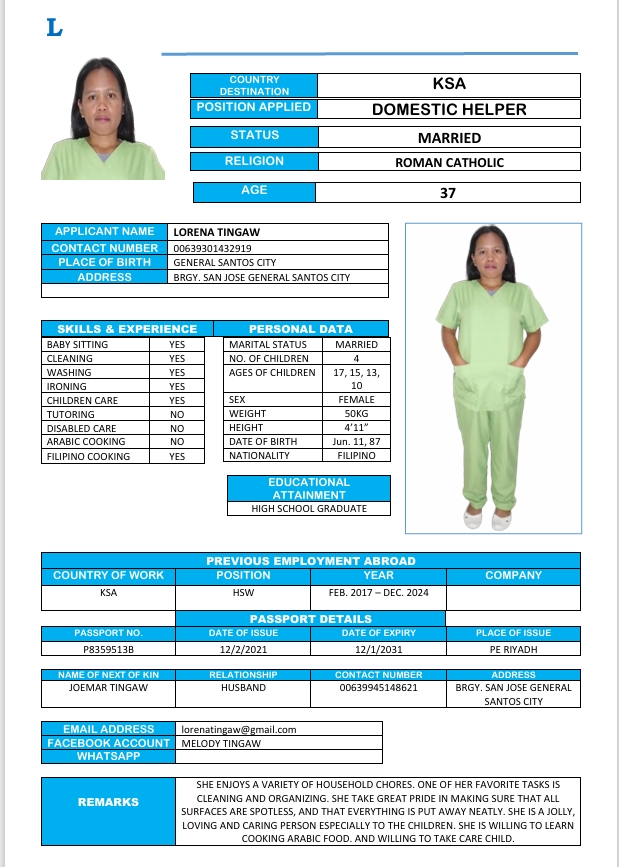 L
COUNTRY DESTINATION KSA
POSITION APPLIED DOMESTIC HELPER
STATUS MARRIED
RELIGION ROMAN CATHOLIC
AGE 37
APPLICANT NAME LORENA TINGAW
CONTACT NUMBER 00639301432919
PLACE OF BIRTH GENERAL SANTOS CITY
ADDRESS BRGY. SAN JOSE GENERAL SANTOS CITY
SKILLS & EXPERIENCE
BABY SITTING YES
CLEANING YES
WASHING YES
IRONING YES
CHILDREN CARE YES
TUTORING NO
DISABLED CARE NO
ARABIC COOKING NO
FILIPINO COOKING YES
PERSONAL DATA
MARITAL STATUS MARRIED
NO. OF CHILDREN 4
AGES OF CHILDREN 17, 15, 13,
10
SEX FEMALE
WEIGHT 50KG
HEIGHT 4’11”
DATE OF BIRTH Jun. 11, 87
NATIONALITY FILIPINO
EDUCATIONAL
ATTAINMENT
HIGH SCHOOL GRADUATE
PREVIOUS EMPLOYMENT ABROAD
COUNTRY OF WORK POSITION YEAR COMPANY
KSA HSW FEB. 2017 – DEC. 2024
PASSPORT DETAILS
PASSPORT NO. DATE OF ISSUE DATE OF EXPIRY PLACE OF ISSUE
P8359513B 12/2/2021 12/1/2031 PE RIYADH
NAME OF NEXT OF KIN RELATIONSHIP CONTACT NUMBER ADDRESS
JOEMAR TINGAW HUSBAND 00639945148621 BRGY. SAN JOSE GENERAL
SANTOS CITY
EMAIL ADDRESS lorenatingaw@gmail.com
FACEBOOK ACCOUNT MELODY TINGAW
WHATSAPP
REMARKS
SHE ENJOYS A VARIETY OF HOUSEHOLD CHORES. ONE OF HER FAVORITE TASKS IS
CLEANING AND ORGANIZING. SHE TAKE GREAT PRIDE IN MAKING SURE THAT ALL
SURFACES ARE SPOTLESS, AND THAT EVERYTHING IS PUT AWAY NEATLY. SHE IS A JOLLY,
LOVING AND CARING PERSON ESPECIALLY TO THE CHILDREN. SHE IS WILLING TO LEARN
COOKING ARABIC FOOD. AND WILLING TO TAKE CARE CHILD.